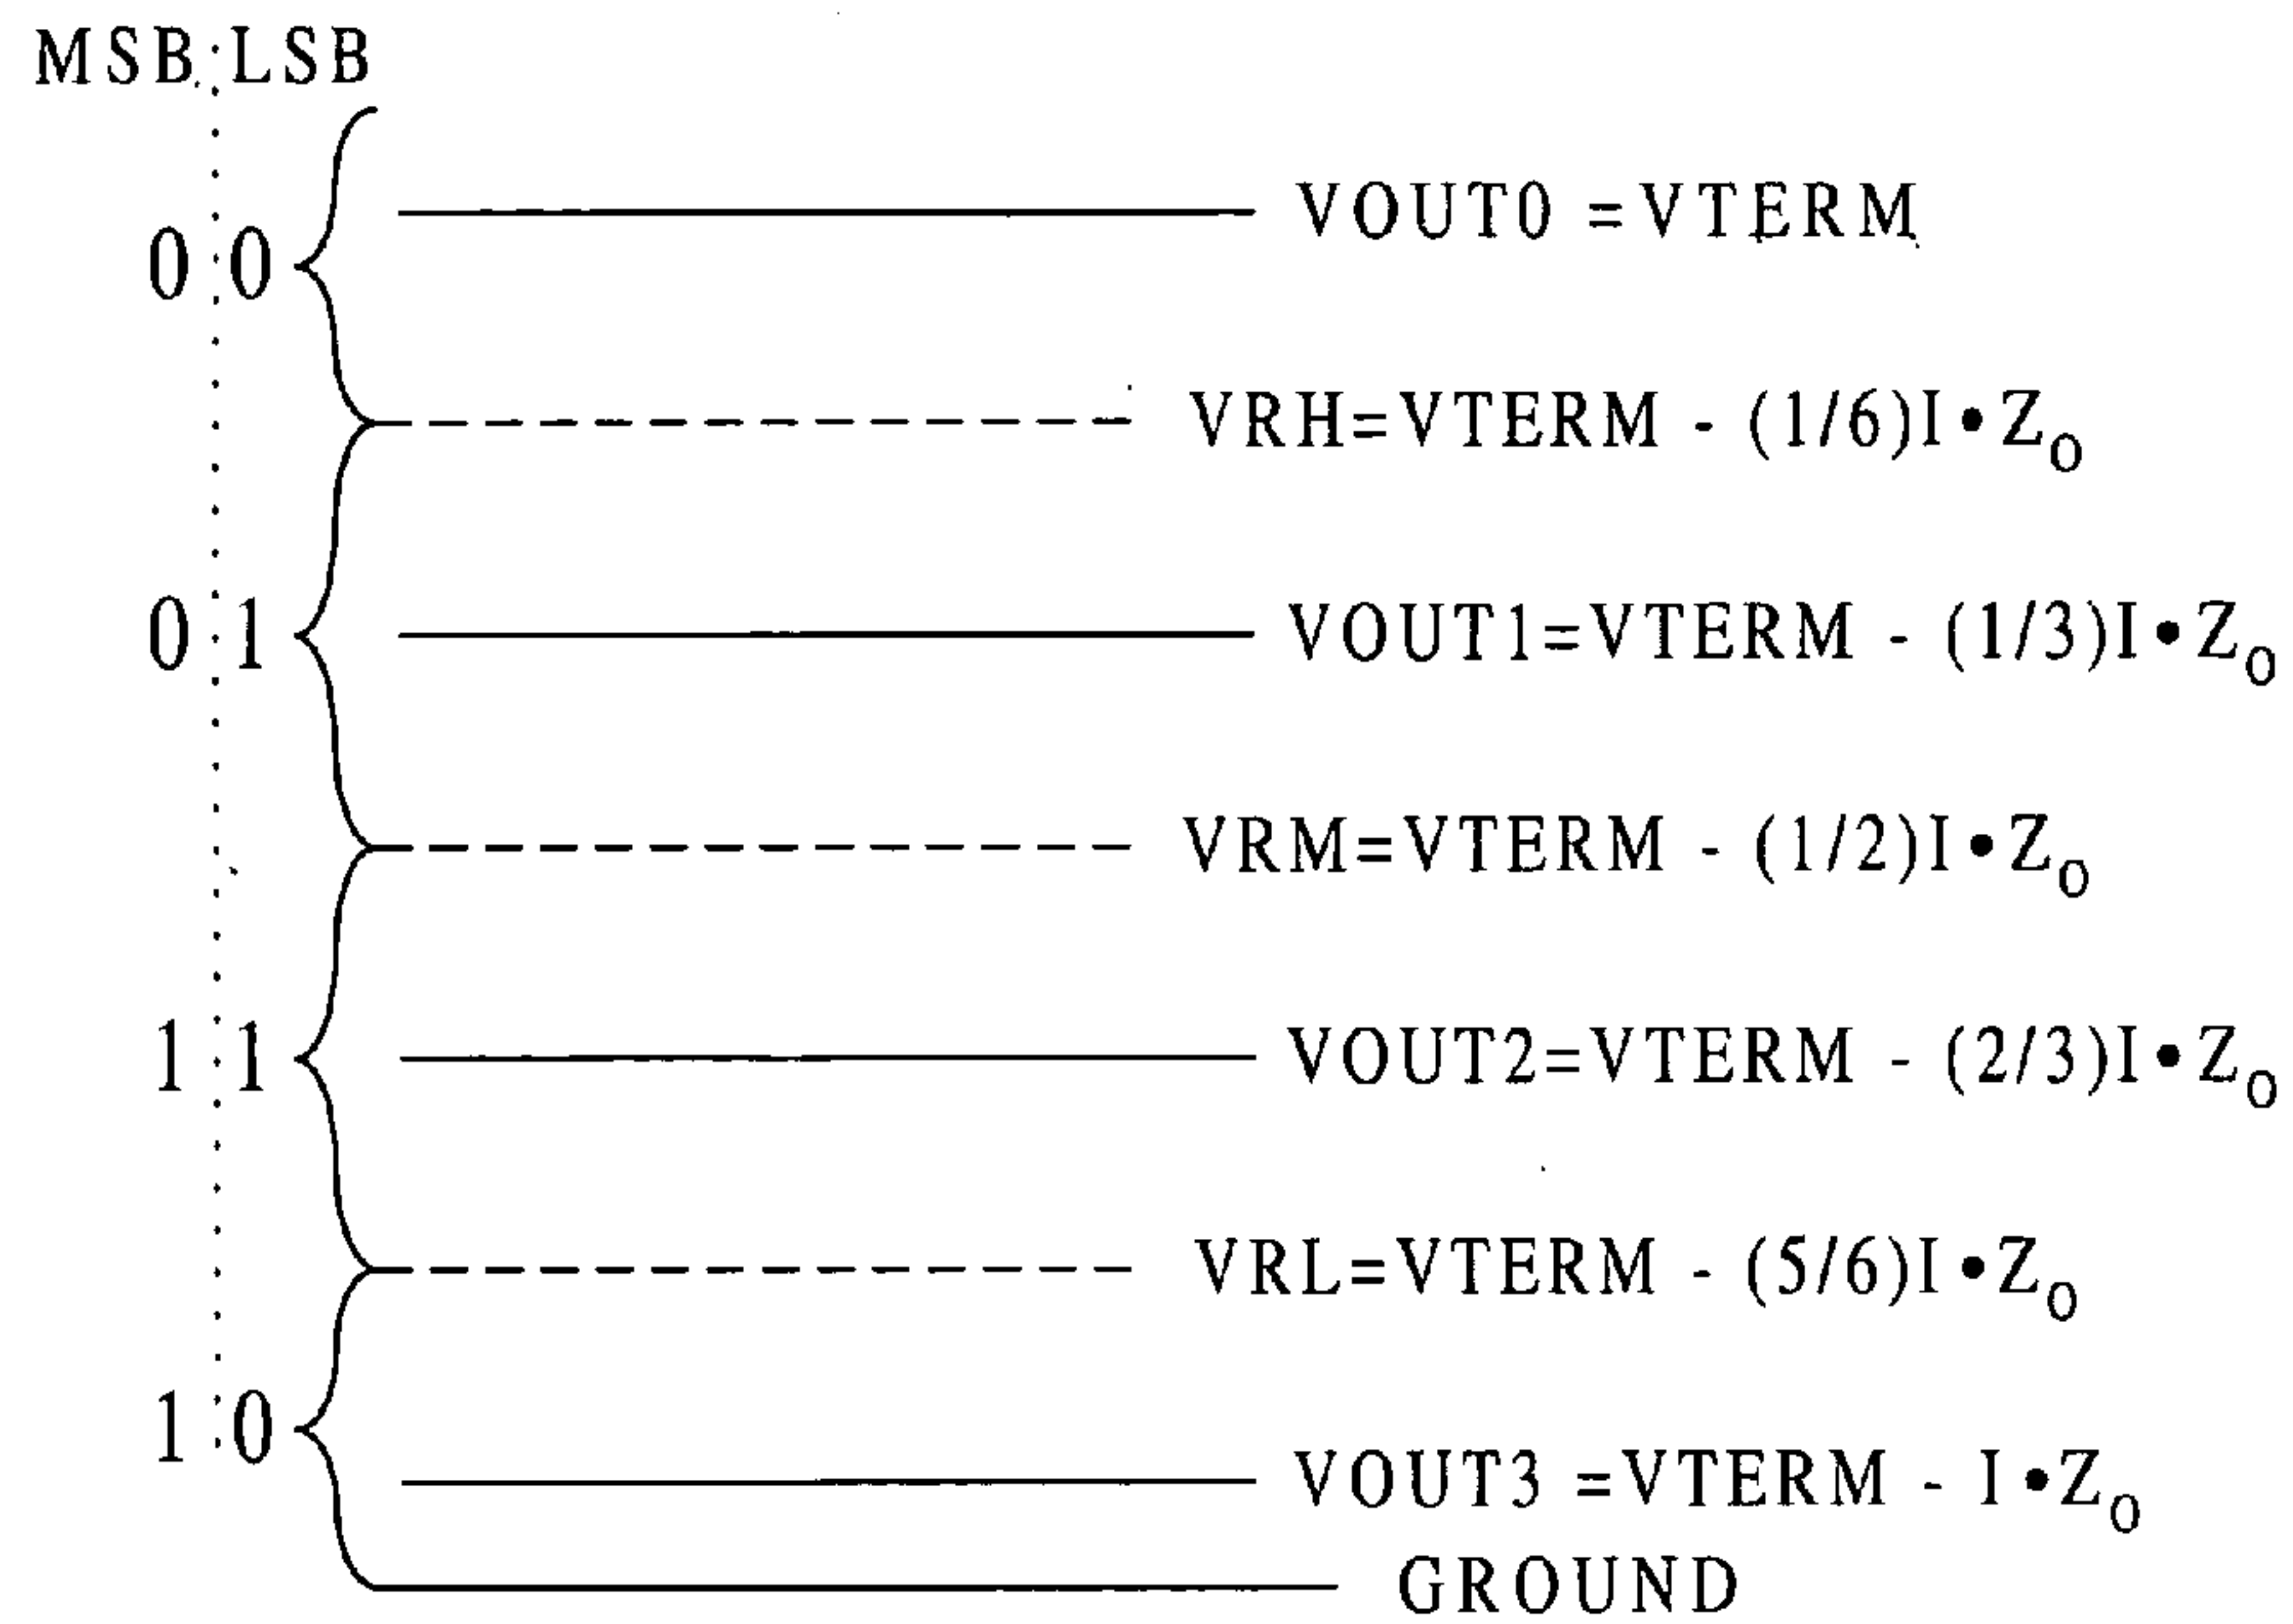 MSB LSB
VOUT0 =VTERM
0 0
VRH=VTERM - (1/6)I•Z₀
0 1
VOUT1=VTERM - (1/3)I•Z₀
VRM=VTERM - (1/2)I•Z₀
1 1
VOUT2=VTERM - (2/3)I•Z₀
VRL=VTERM - (5/6)I•Z₀
1 0
VOUT3 =VTERM - I•Z₀
GROUND